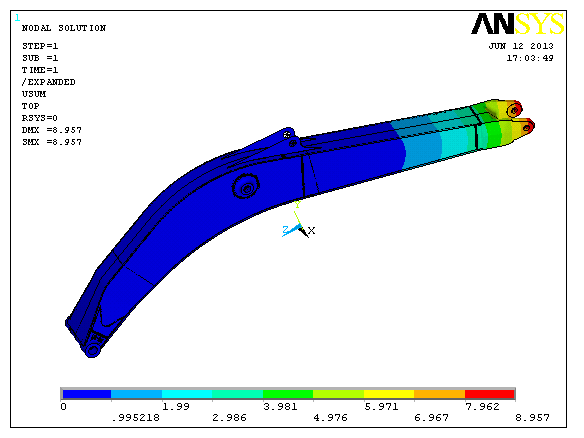 1
NODAL SOLUTION
STEP=1
SUB =1
TIME=1
/EXPANDED
USUM
TOP
RSYS=0
DMX =8.957
SMX =8.957
ANSYS
JUN 12 2013
17:03:49
Z X
0 1.99 3.981 5.971 7.962
.995218 2.986 4.976 6.967 8.957